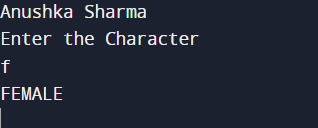 Anushka Sharma
Enter the Character
f
FEMALE